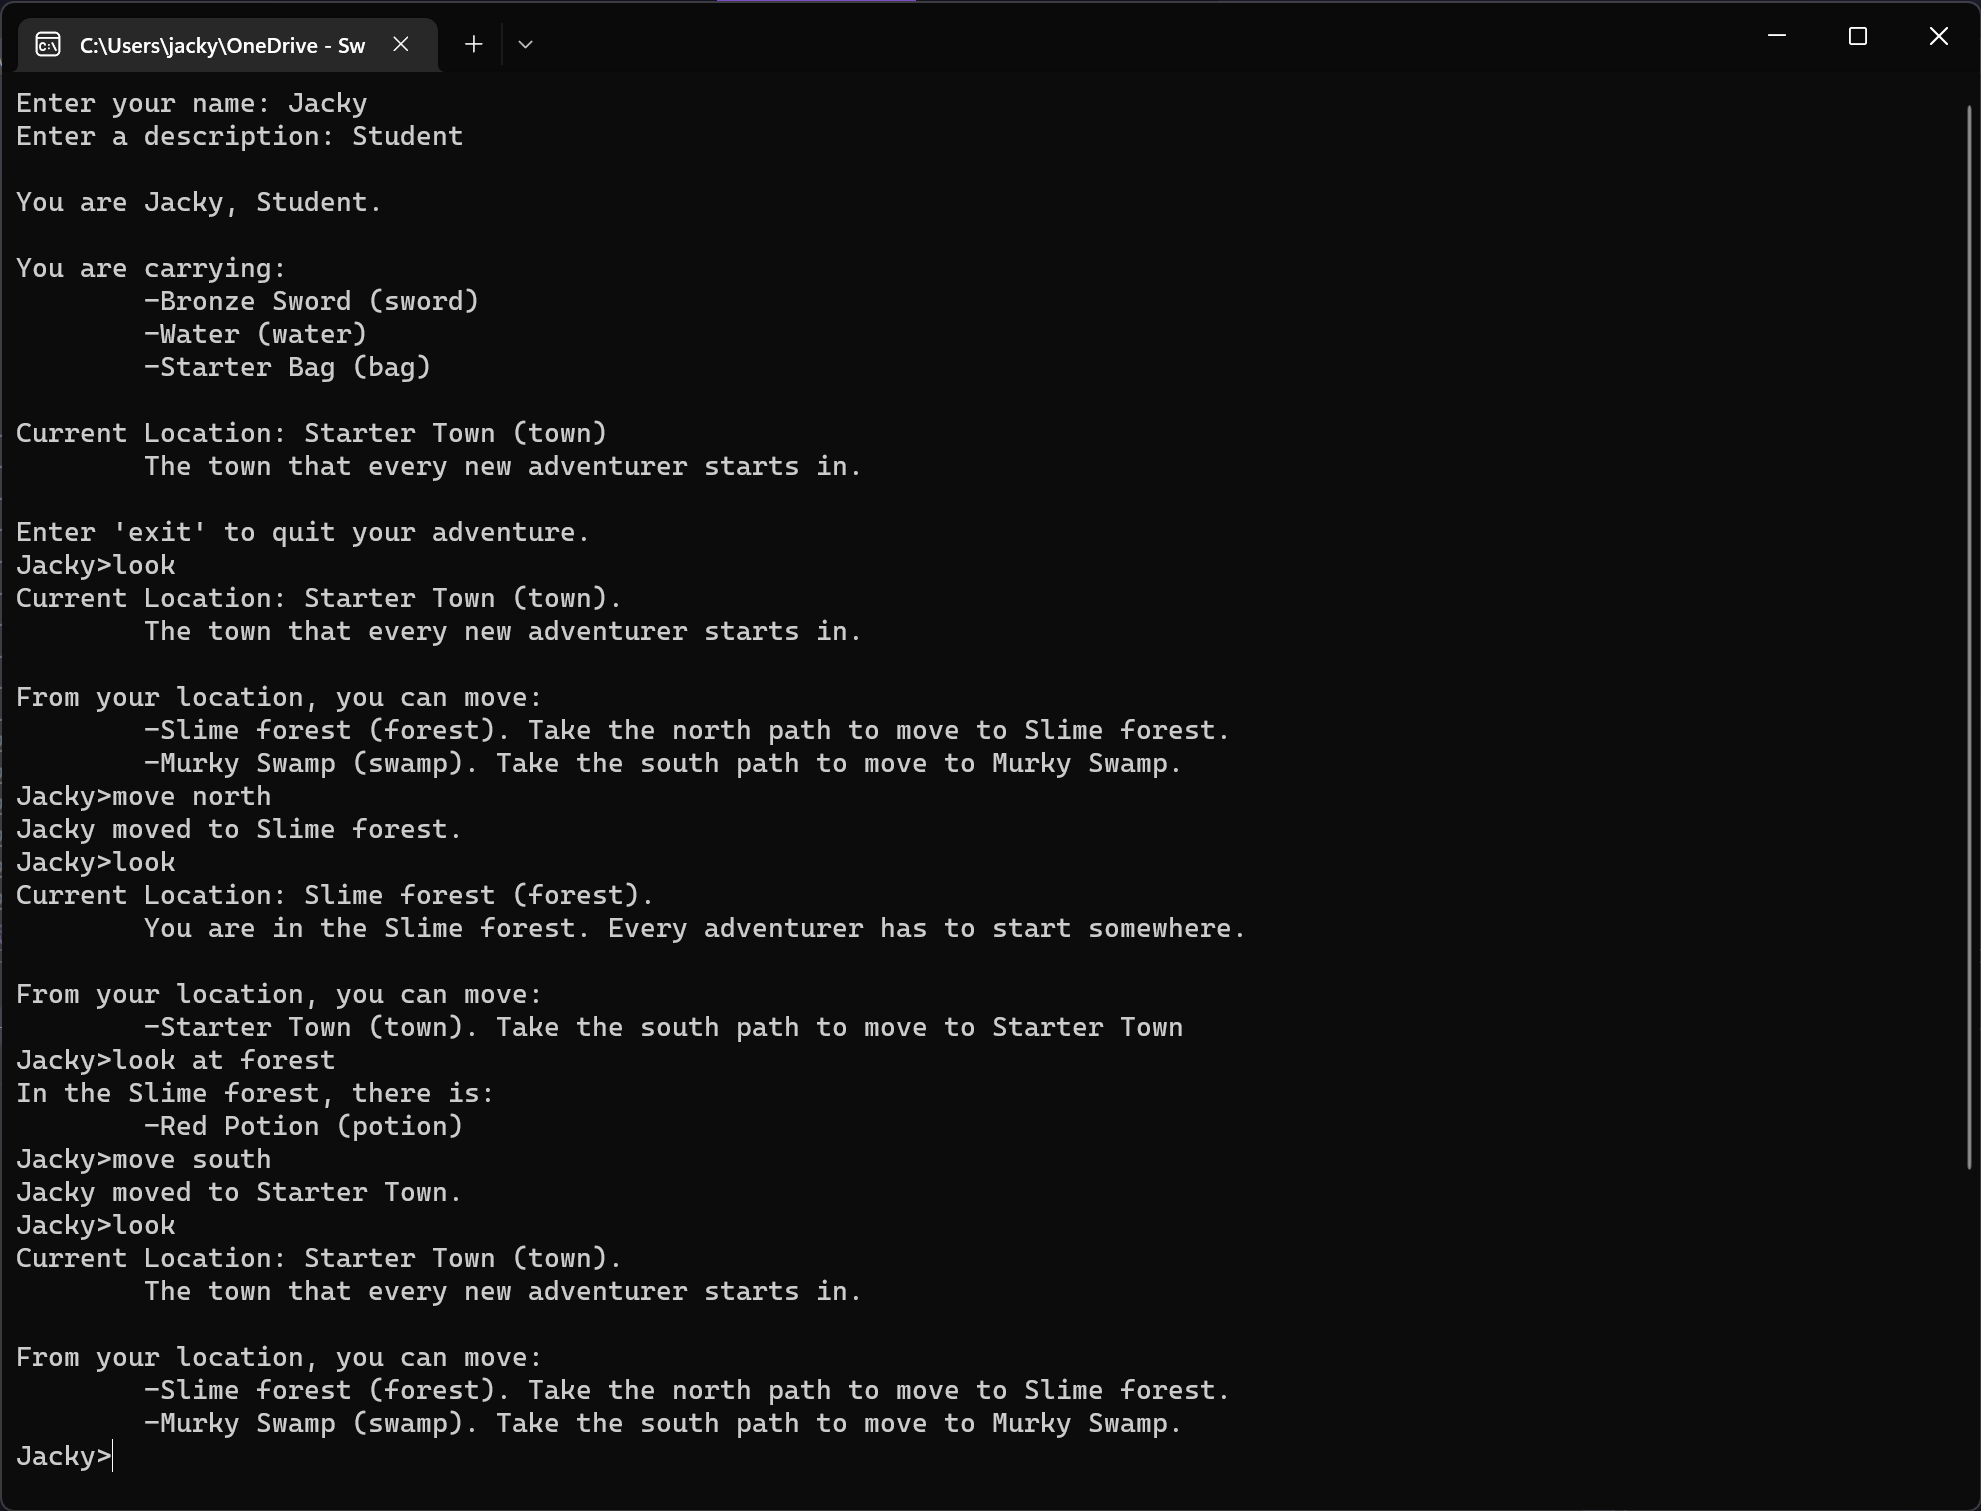 C:\Users\jacky\OneDrive - Sw
Enter your name: Jacky
Enter a description: Student
You are Jacky, Student.
You are carrying:
-Bronze Sword (sword)
-Water (water)
-Starter Bag (bag)
Current Location: Starter Town (town)
The town that every new adventurer starts in.
Enter 'exit' to quit your adventure.
Jacky>look
Current Location: Starter Town (town).
The town that every new adventurer starts in.
From your location, you can move:
-Slime forest (forest). Take the north path to move to Slime forest.
-Murky Swamp (swamp). Take the south path to move to Murky Swamp.
Jacky>move north
Jacky moved to Slime forest.
Jacky>look
Current Location: Slime forest (forest).
You are in the Slime forest. Every adventurer has to start somewhere.
From your location, you can move:
-Starter Town (town). Take the south path to move to Starter Town
Jacky>look at forest
In the Slime forest, there is:
-Red Potion (potion)
Jacky>move south
Jacky moved to Starter Town.
Jacky>look
Current Location: Starter Town (town).
The town that every new adventurer starts in.
From your location, you can move:
-Slime forest (forest). Take the north path to move to Slime forest.
-Murky Swamp (swamp). Take the south path to move to Murky Swamp.
Jacky>